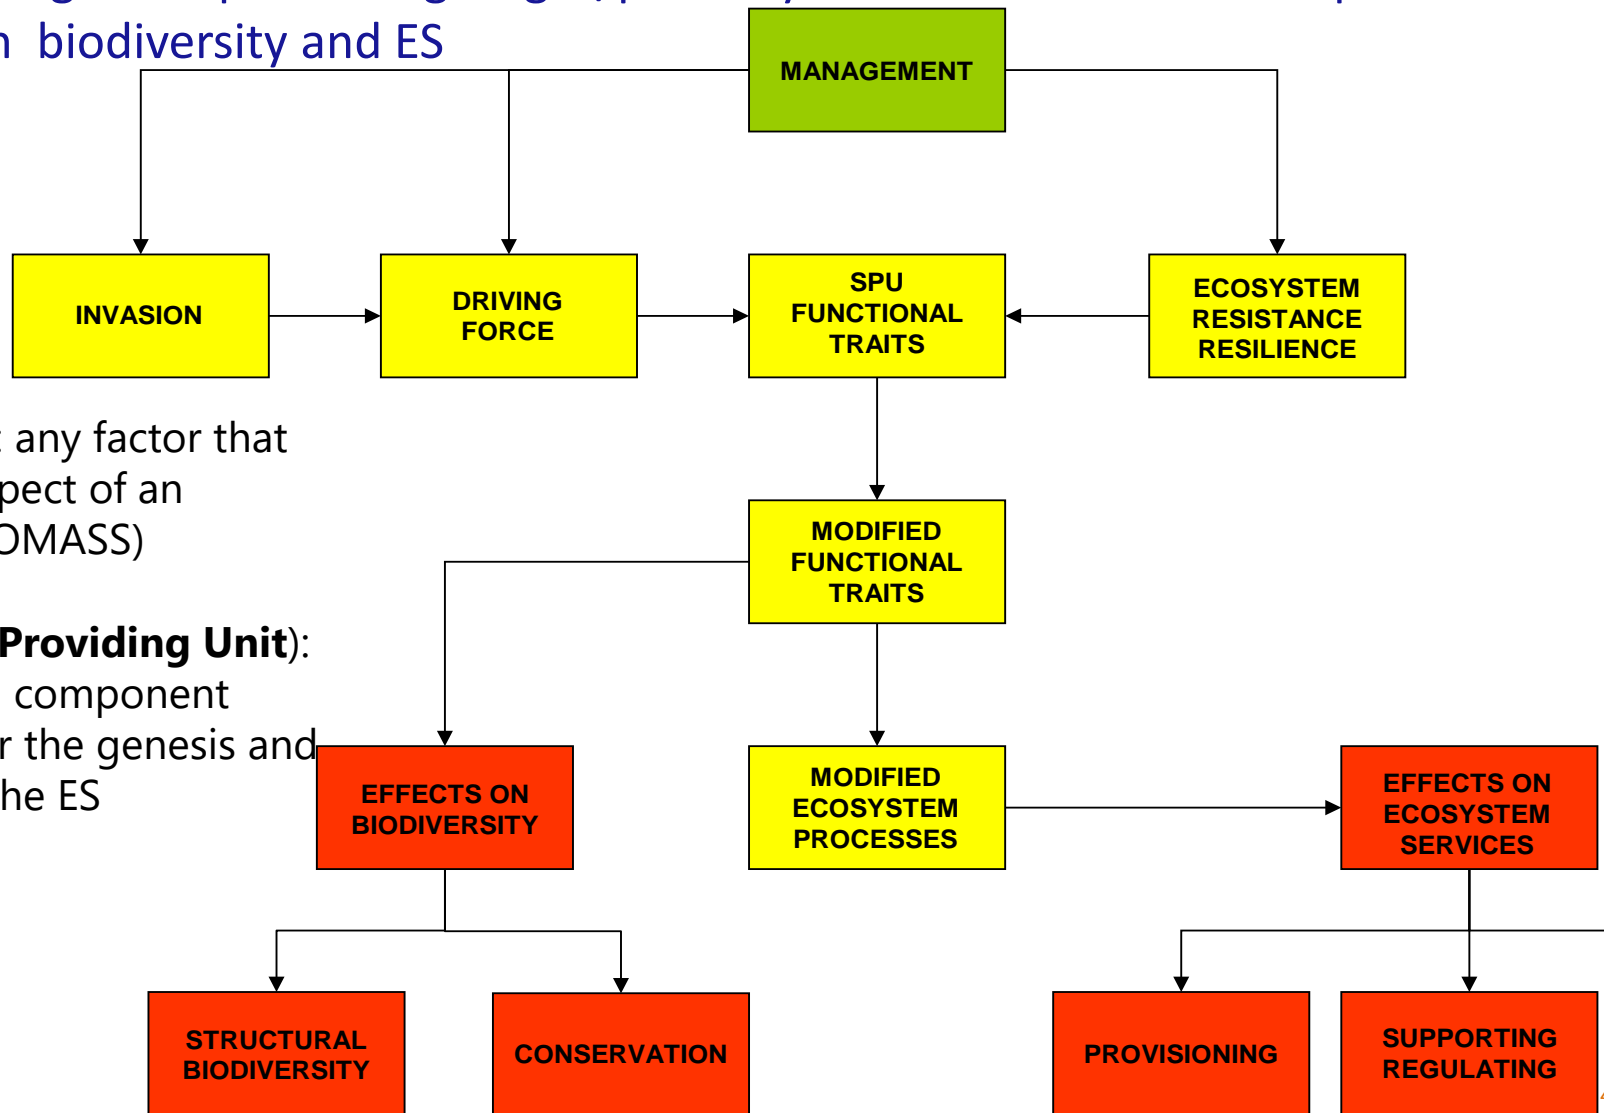 biodiversity and ES
MANAGEMENT
INVASION
DRIVING
FORCE
SPU
FUNCTIONAL
TRAITS
ECOSYSTEM
RESISTANCE
RESILIENCE
: any factor that
pect of an
OMASS)
MODIFIED
FUNCTIONAL
TRAITS
Providing Unit):
component
r the genesis and
he ES
EFFECTS ON
BIODIVERSITY
MODIFIED
ECOSYSTEM
PROCESSES
EFFECTS ON
ECOSYSTEM
SERVICES
STRUCTURAL
BIODIVERSITY
CONSERVATION
PROVISIONING
SUPPORTING
REGULATING